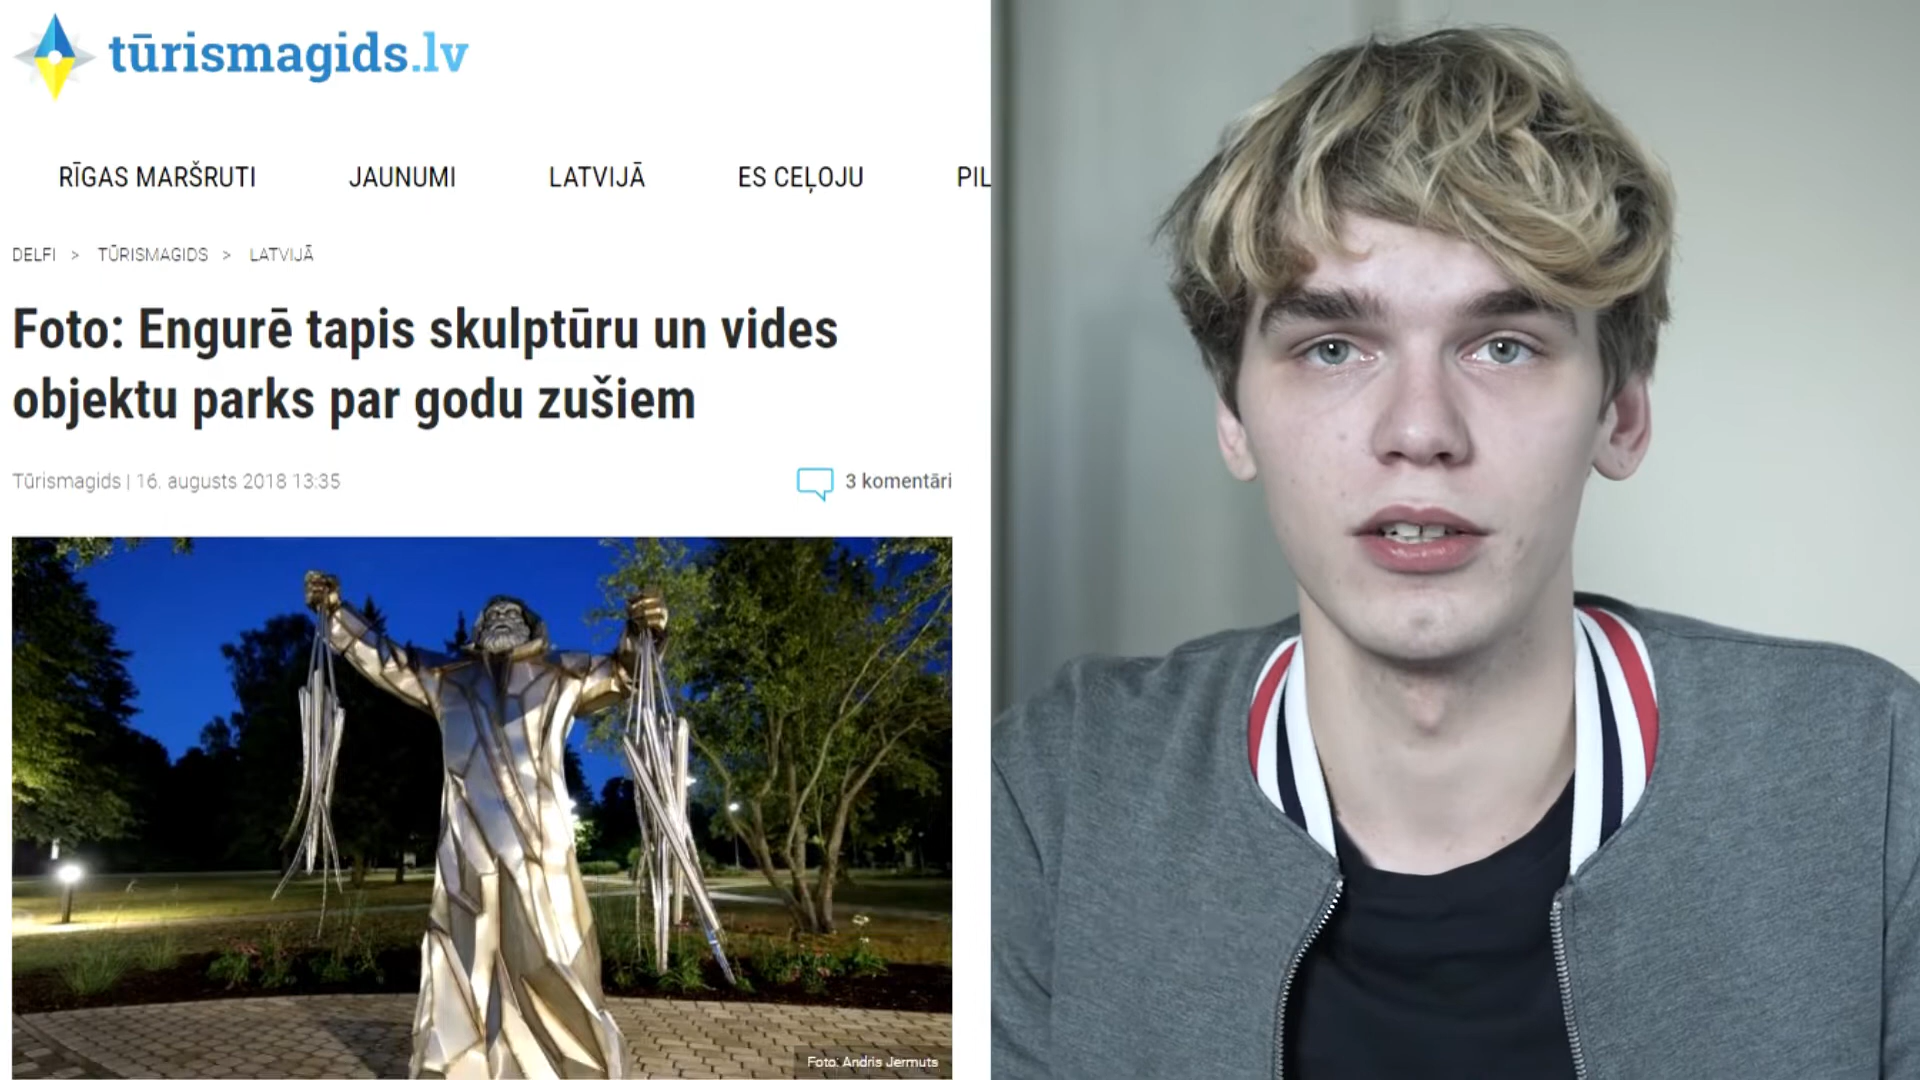 tūrismagids.lv
RĪGAS MARŠRUTI JAUNUMI LATVIJĀ ES CEĻOJU PIL
DELFI > TŪRISMAGIDS > LATVIJĀ
Foto: Engurē tapis skulptūru un vides
objektu parks par godu zušiem
Tūrismagids | 16. augusts 2018 13:35 3 komentāri
Foto: Andris Jermuts